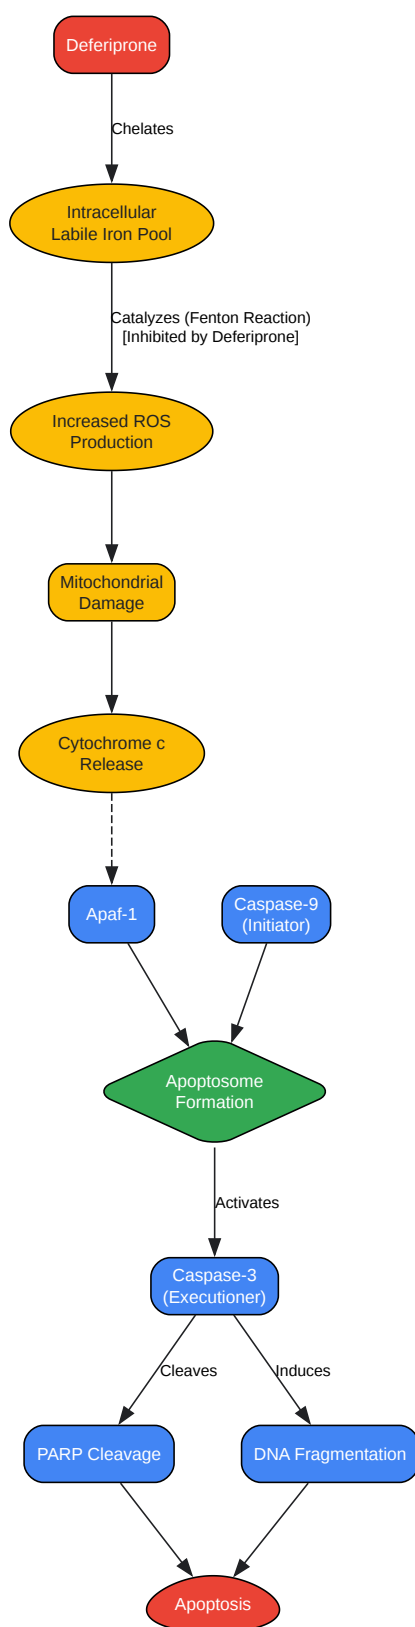 Deferiprone
Chelates
Intracellular
Labile Iron Pool
Catalyzes (Fenton Reaction)
[Inhibited by Deferiprone]
Increased ROS
Production
Mitochondrial
Damage
Cytochrome c
Release
Apaf-1
Caspase-9
(Initiator)
Apoptosome
Formation
Activates
Caspase-3
(Executioner)
Cleaves
Induces
PARP Cleavage
DNA Fragmentation
Apoptosis